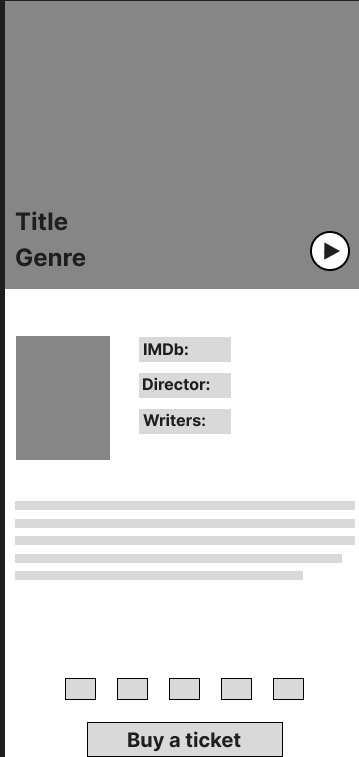 Title
Genre
IMDb:
Director:
Writers:
Buy a ticket